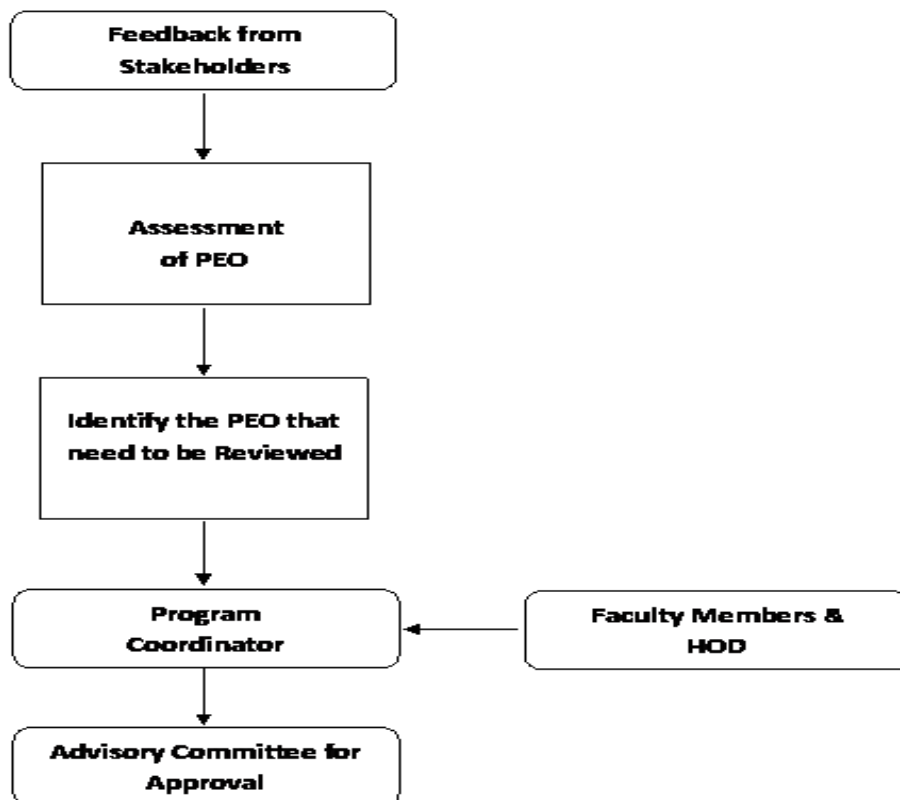 Feedback from
Stakeholders
Assessment
of PEO
Identify the PEO that
need to be Reviewed
Program
Coordinator
Faculty Members &
HOD
Advisory Committee for
Approval